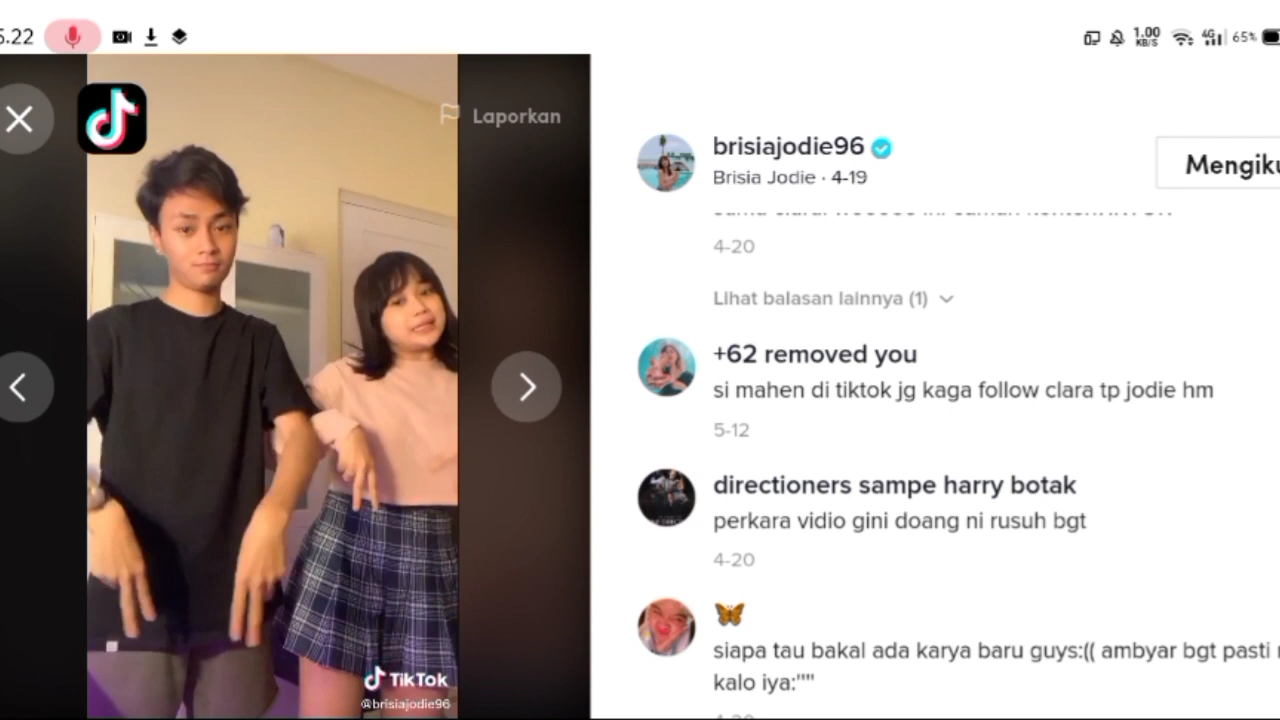 5.22
1.00
KB/S
4G
65%
Laporkan
brisiajodie96
Brisia Jodie · 4-19
Mengiku
4-20
Lihat balasan lainnya (1)
+62 removed you
si mahen di tiktok jg kaga follow clara tp jodie hm
5-12
directioners sampe harry botak
perkara vidio gini doang ni rusuh bgt
4-20
🦋
siapa tau bakal ada karya baru guys:(( ambyar bgt pasti
kalo iya:""
TikTok
@brisiajodie96